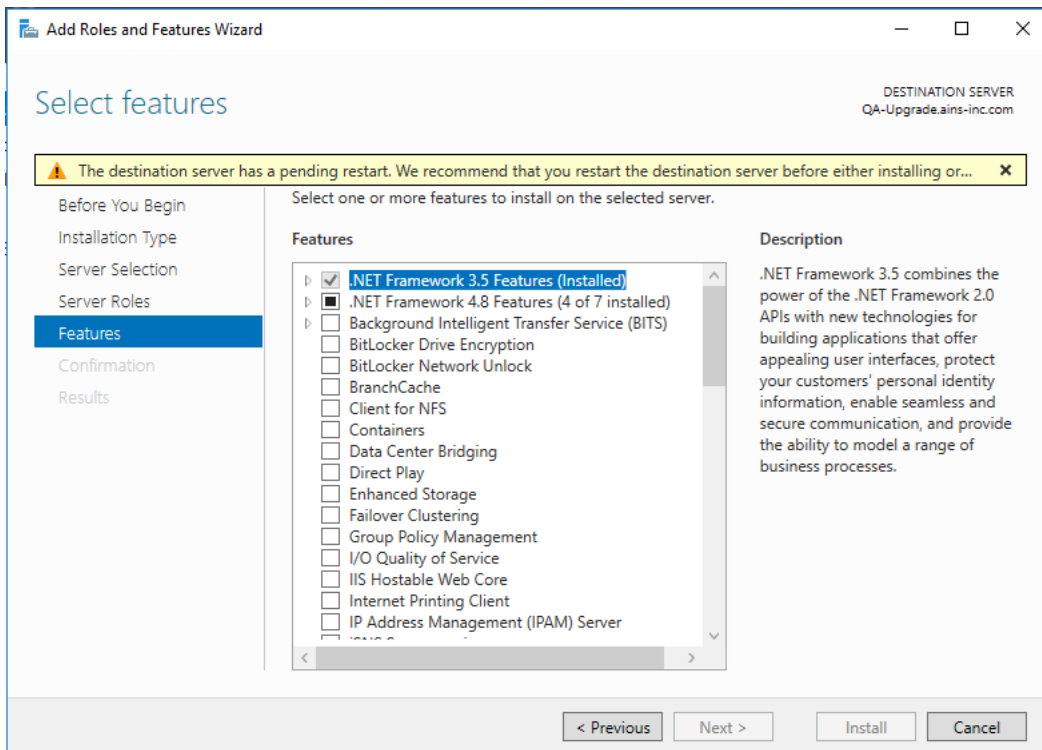 Add Roles and Features Wizard
Select features
DESTINATION SERVER
QA-Upgrade.ains-inc.com
The destination server has a pending restart. We recommend that you restart the destination server before either installing or...
Before You Begin
Installation Type
Server Selection
Server Roles
Features
Confirmation
Results
Select one or more features to install on the selected server.
Features
.NET Framework 3.5 Features (Installed)
.NET Framework 4.8 Features (4 of 7 installed)
Background Intelligent Transfer Service (BITS)
BitLocker Drive Encryption
BitLocker Network Unlock
BranchCache
Client for NFS
Containers
Data Center Bridging
Direct Play
Enhanced Storage
Failover Clustering
Group Policy Management
I/O Quality of Service
IIS Hostable Web Core
Internet Printing Client
IP Address Management (IPAM) Server
Description
.NET Framework 3.5 combines the
power of the .NET Framework 2.0
APIs with new technologies for
building applications that offer
appealing user interfaces, protect
your customers' personal identity
information, enable seamless and
secure communication, and provide
the ability to model a range of
business processes.
< Previous
Next >
Install
Cancel